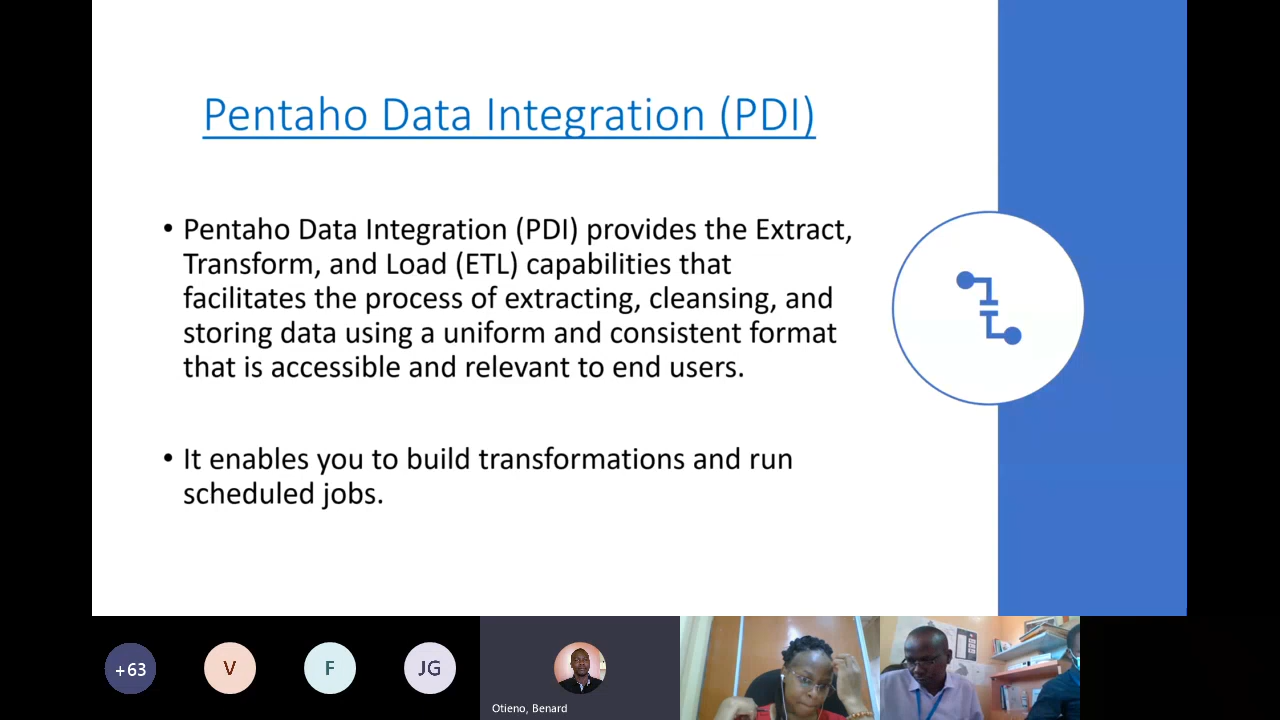 Pentaho Data Integration (PDI)
• Pentaho Data Integration (PDI) provides the Extract,
Transform, and Load (ETL) capabilities that
facilitates the process of extracting, cleansing, and
storing data using a uniform and consistent format
that is accessible and relevant to end users.
• It enables you to build transformations and run
scheduled jobs.
+63
V
F
JG
Otieno, Benard